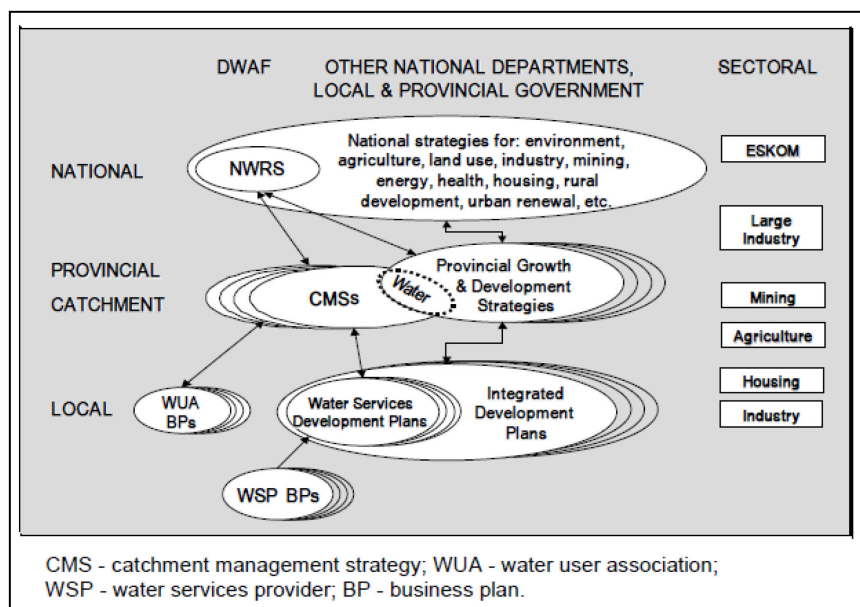 DWAF
OTHER NATIONAL DEPARTMENTS,
LOCAL & PROVINCIAL GOVERNMENT
SECTORAL
NATIONAL
NWRS
National strategies for: environment,
agriculture, land use, industry, mining,
energy, health, housing, rural
development, urban renewal, etc.
ESKOM
Large
Industry
PROVINCIAL
CATCHMENT
CMSs
Water
Provincial Growth
& Development
Strategies
Mining
Agriculture
Housing
Industry
LOCAL
WUA
BPs
Water Services
Development Plans
Integrated
Development
Plans
WSP BPs
CMS - catchment management strategy; WUA - water user association;
WSP - water services provider; BP - business plan.